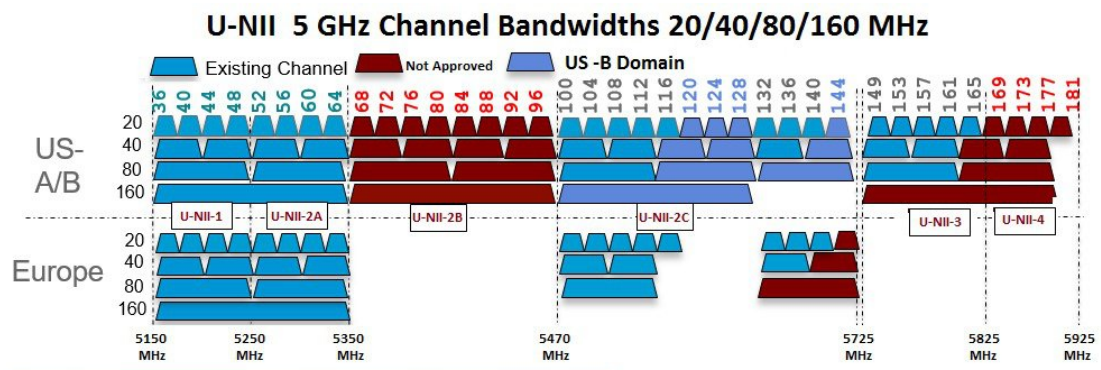 U-NII 5 GHz Channel Bandwidths 20/40/80/160 MHz
Existing Channel Not Approved US -B Domain
36 40 44 48 52 56 60 64 68 72 76 80 84 88 92 96 100 104 108 112 116 120 124 128 132 136 140 144 149 153 157 161 165 169 173 177 181
US-
A/B
20
40
80
160
U-NII-1 U-NII-2A U-NII-2B U-NII-2C U-NII-3 U-NII-4
Europe
20
40
80
160
5150 5250 5350 5470 5725 5825 5925
MHz MHz MHz MHz MHz MHz MHz